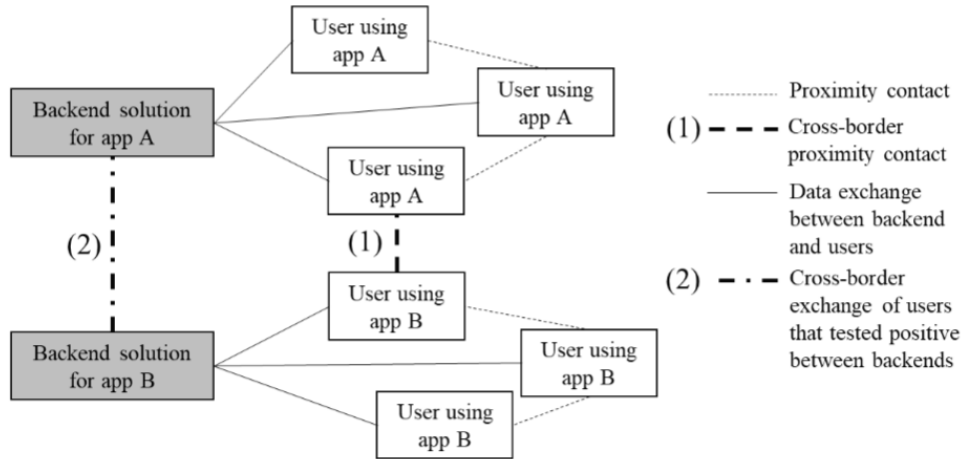 User using
app A
Backend solution
for app A
User using
app A
User using
app A
(2)
(1)
User using
app B
Backend solution
for app B
User using
app B
User using
app B
Proximity contact
(1)
Cross-border
proximity contact
Data exchange
between backend
and users
(2)
Cross-border
exchange of users
that tested positive
between backends